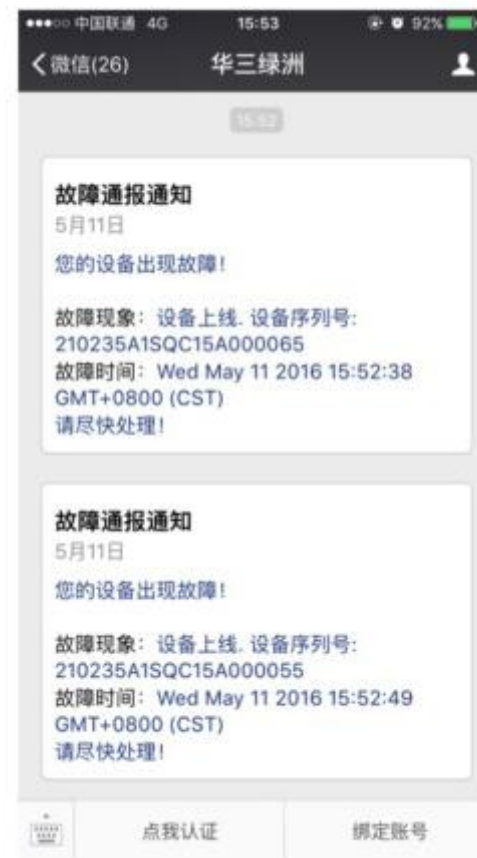 中国联通 4G 15:53 92%
微信(26) 华三绿洲
15:52
故障通报通知
5月11日
您的设备出现故障！
故障现象：设备上线. 设备序列号:
210235A1SQC15A000065
故障时间：Wed May 11 2016 15:52:38
GMT+0800 (CST)
请尽快处理！
故障通报通知
5月11日
您的设备出现故障！
故障现象：设备上线. 设备序列号:
210235A1SQC15A000055
故障时间：Wed May 11 2016 15:52:49
GMT+0800 (CST)
请尽快处理！
点我认证 绑定账号